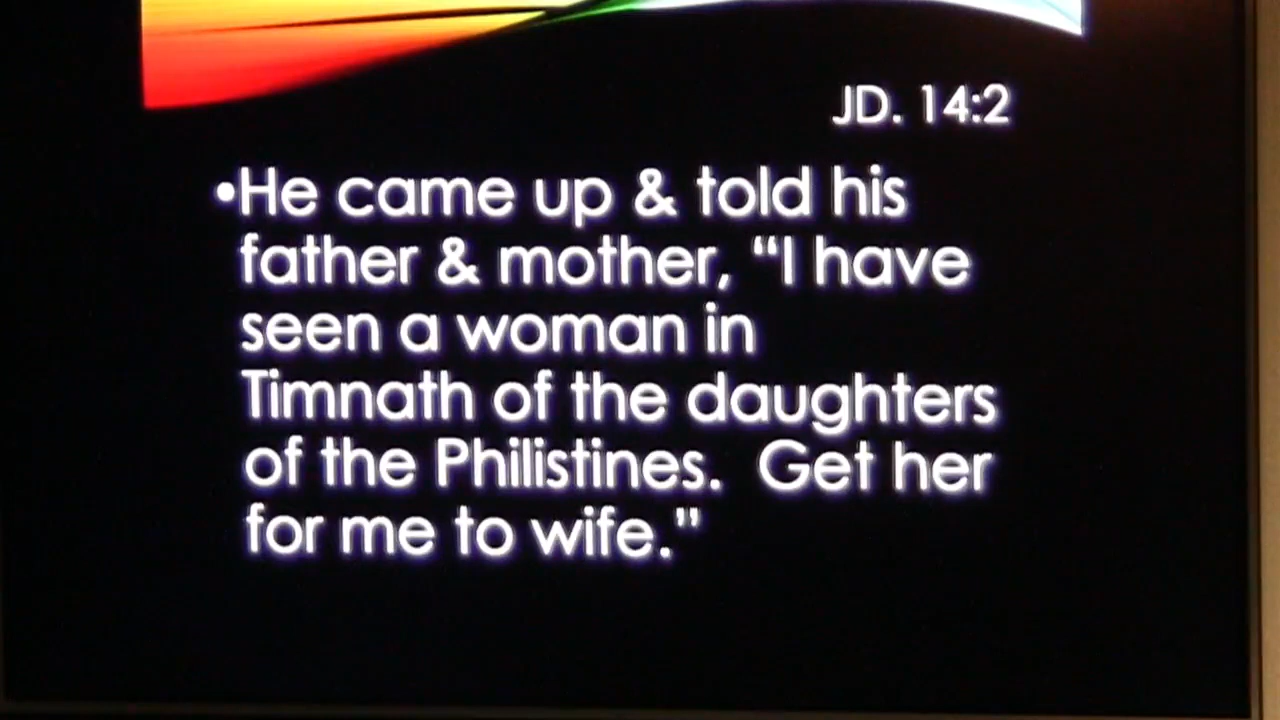 JD. 14:2
•He came up & told his
father & mother, “I have
seen a woman in
Timnath of the daughters
of the Philistines.  Get her
for me to wife.”